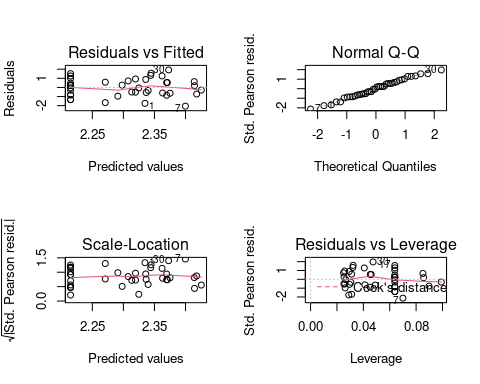 Residuals vs Fitted
Residuals
1
-2
30
1
7
2.25
2.35
Predicted values
Normal Q-Q
Std. Pearson resid.
1
-2
30
7
-2
-1
0
1
2
Theoretical Quantiles
Scale-Location
√|Std. Pearson resid.|
1.5
0.0
30
7
2.25
2.35
Predicted values
Residuals vs Leverage
Std. Pearson resid.
1
-2
7
Cook's distance
0.00
0.04
0.08
Leverage